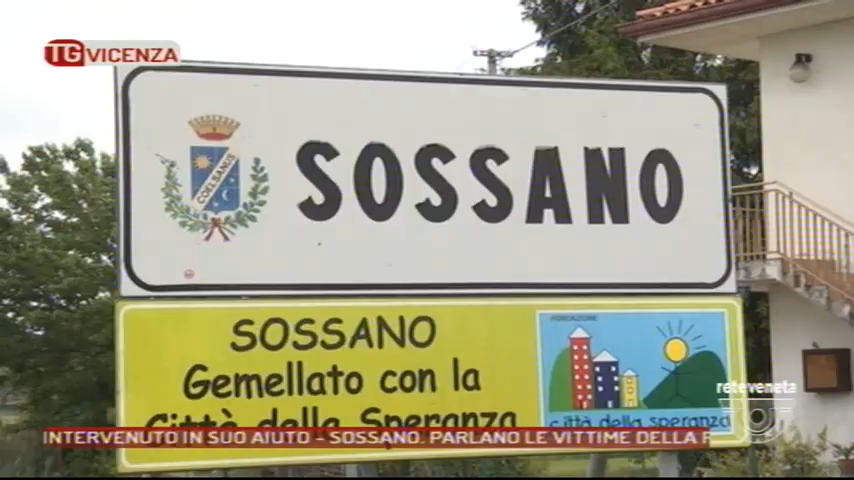 TG VICENZA
COELSANUS
SOSSANO
SOSSANO
Gemellato con la
Città della Speranza
FONDAZIONE
città della speranza
reteveneta
INTERVENUTO IN SUO AIUTO - SOSSANO. PARLANO LE VITTIME DELLA